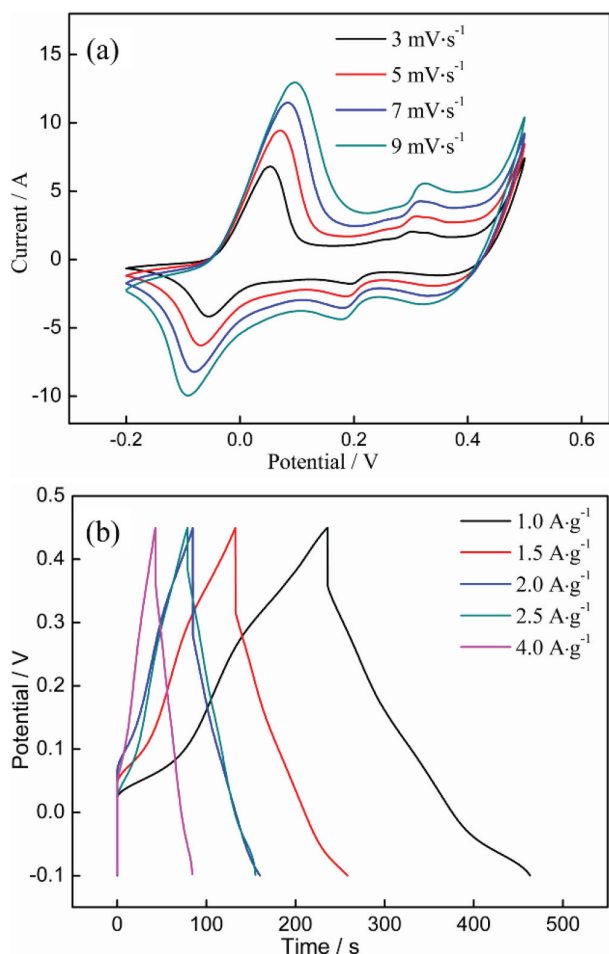 (a)
3 mV·s⁻¹
5 mV·s⁻¹
7 mV·s⁻¹
9 mV·s⁻¹
15
10
5
0
-5
-10
Current / A
-0.2 0.0 0.2 0.4 0.6
Potential / V
(b)
1.0 A·g⁻¹
1.5 A·g⁻¹
2.0 A·g⁻¹
2.5 A·g⁻¹
4.0 A·g⁻¹
0.5
0.4
0.3
0.2
0.1
0.0
-0.1
Potential / V
0 100 200 300 400 500
Time / s